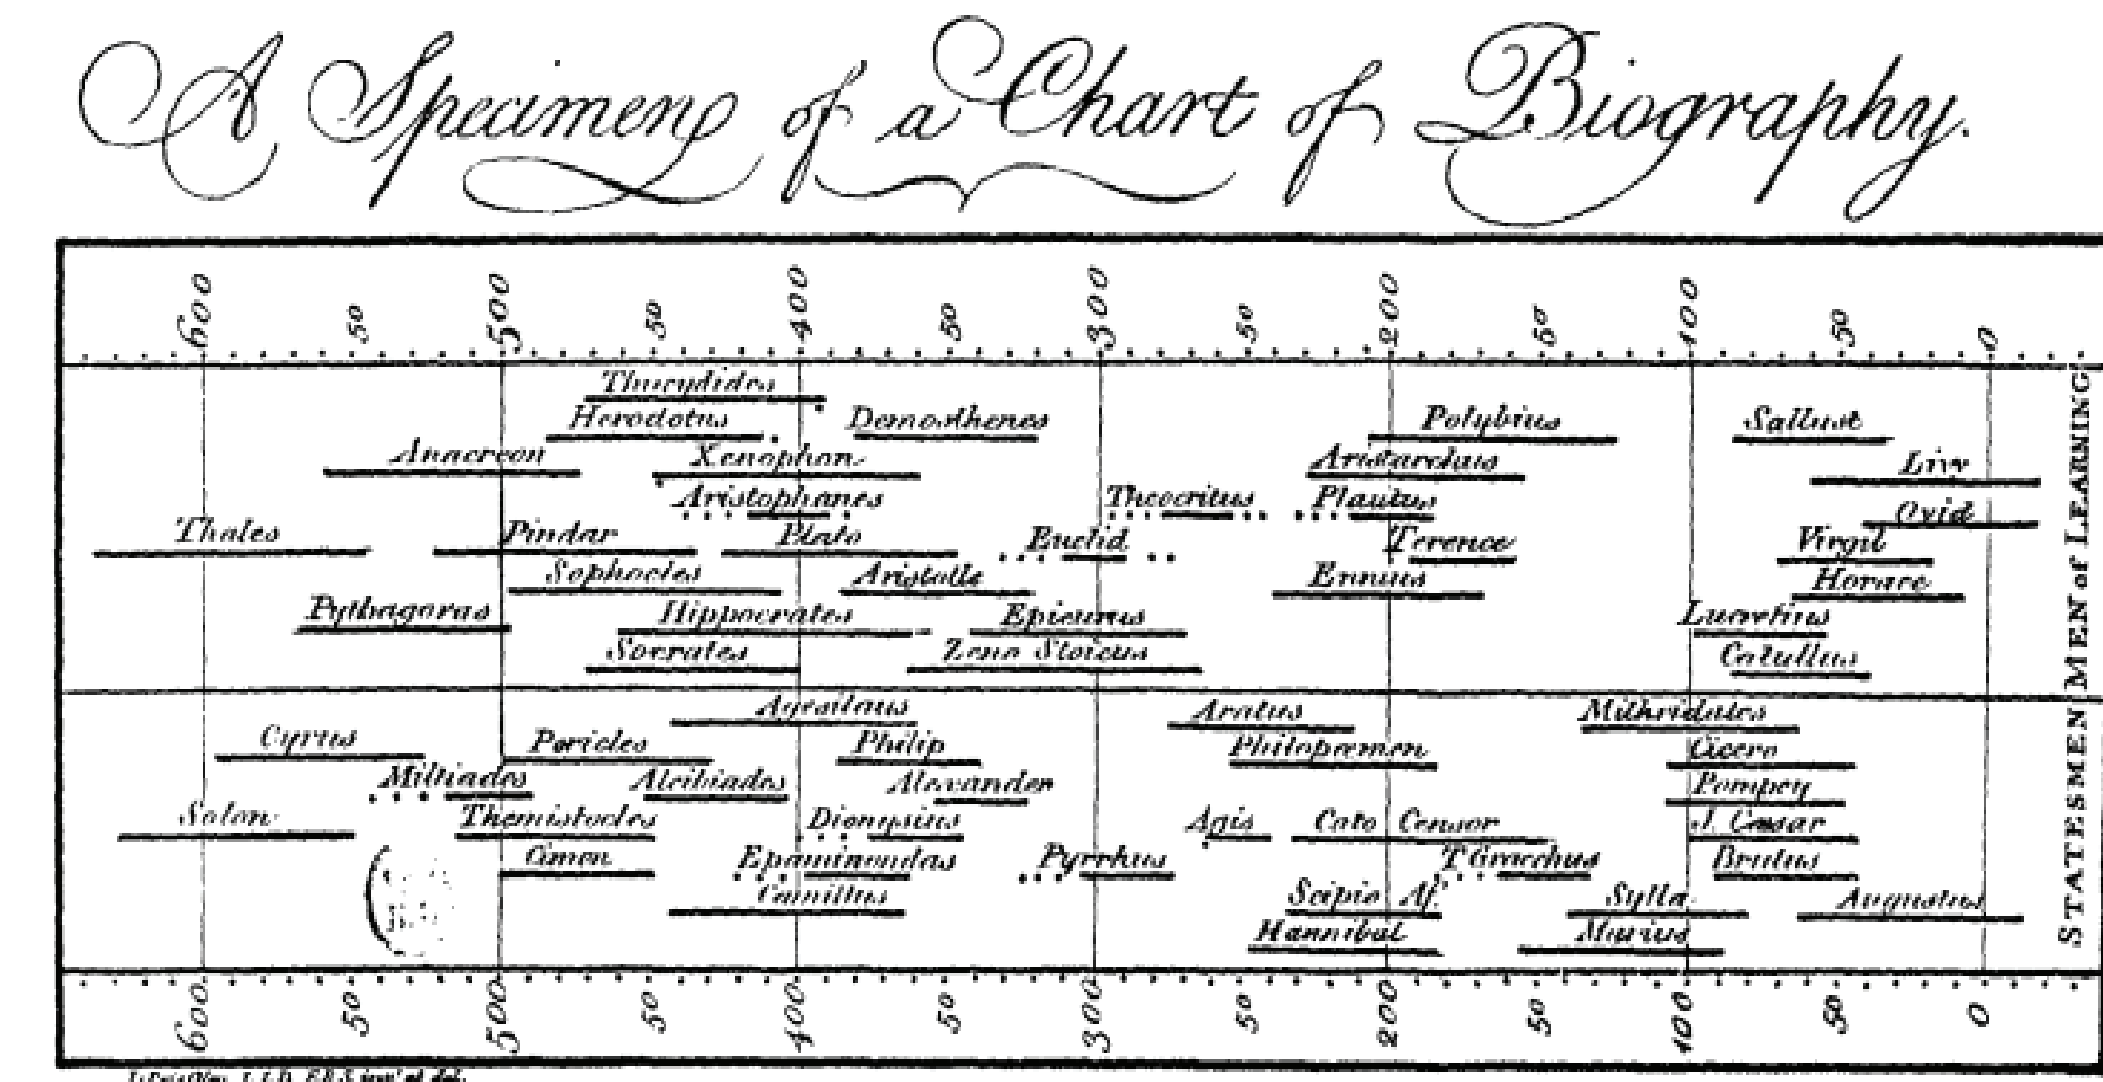 A Specimen of a Chart of Biography.
600 50 500 50 400 50 300 50 200 50 100 50 0
Thucydides
Herodotus Demosthenes Polybius Sallust
Anacreon Xenophon Aristarchus Livy
Aristophanes Theocritus Plautus Ovid
Thales Pindar Plato Euclid Terence Virgil
Sophocles Aristotle Ennius Horace
Pythagoras Hippocrates Epicurus Lucretius
Socrates Zeno Stoicus Catullus
MEN of LEARNING
Agesilaus Aratus Mithridates
Cyrus Pericles Philip Philopœmen Cicero
Miltiades Alcibiades Alexander Pompey
Solon Themistocles Dionysius Agis Cato Censor J. Cæsar
Cimon Epaminondas Pyrrhus T. Gracchus Brutus
Camillus Scipio Af. Sylla Augustus
Hannibal Marius
STATESMEN
600 50 500 50 400 50 300 50 200 50 100 50 0